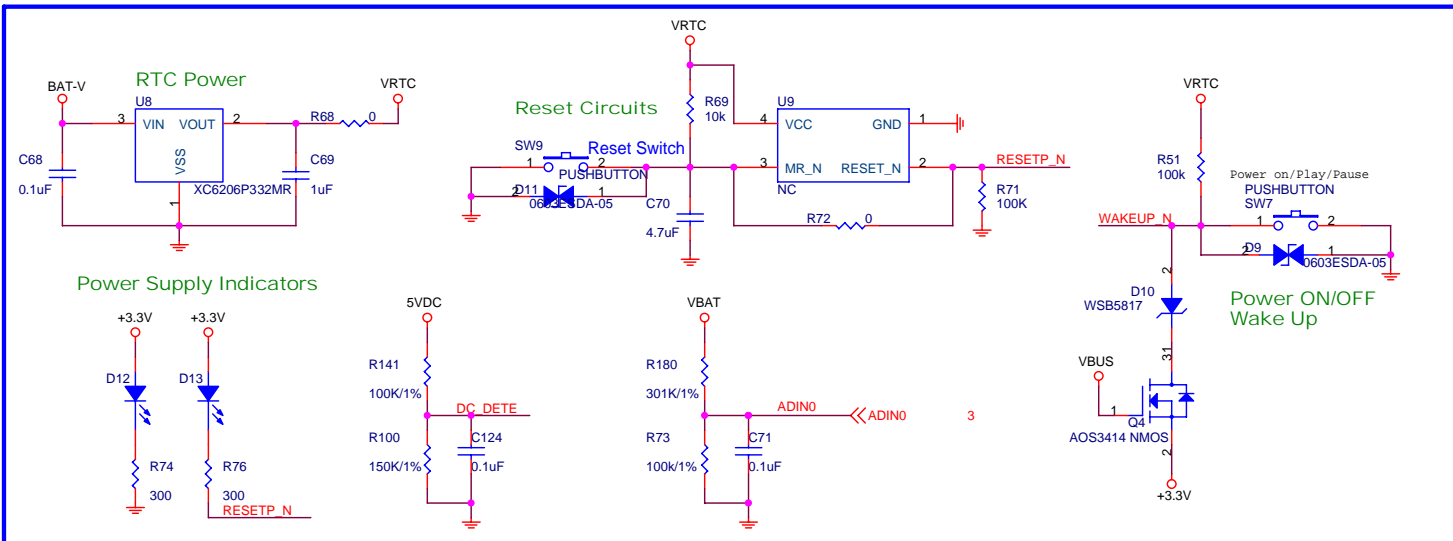 RTC Power
BAT-V
U8
3
VIN
VOUT
2
VSS
1
XC6206P332MR
R68
0
VRTC
C68
0.1uF
C69
1uF
Reset Circuits
VRTC
R69
10k
SW9
1
2
Reset Switch
PUSHBUTTON
D11
2
1
0603ESDA-05
C70
4.7uF
U9
4
VCC
GND
1
3
MR_N
RESET_N
2
NC
RESETP_N
R71
100K
R72
0
VRTC
R51
100k
Power on/Play/Pause
PUSHBUTTON
SW7
WAKEUP_N
1
2
D9
2
1
0603ESDA-05
Power ON/OFF
Wake Up
2
D10
WSB5817
31
VBUS
1
Q4
AOS3414 NMOS
2
+3.3V
Power Supply Indicators
+3.3V
+3.3V
D12
D13
R74
300
R76
300
RESETP_N
5VDC
R141
100K/1%
DC_DETE
R100
150K/1%
C124
0.1uF
VBAT
R180
301K/1%
ADIN0
ADIN0
3
R73
100k/1%
C71
0.1uF